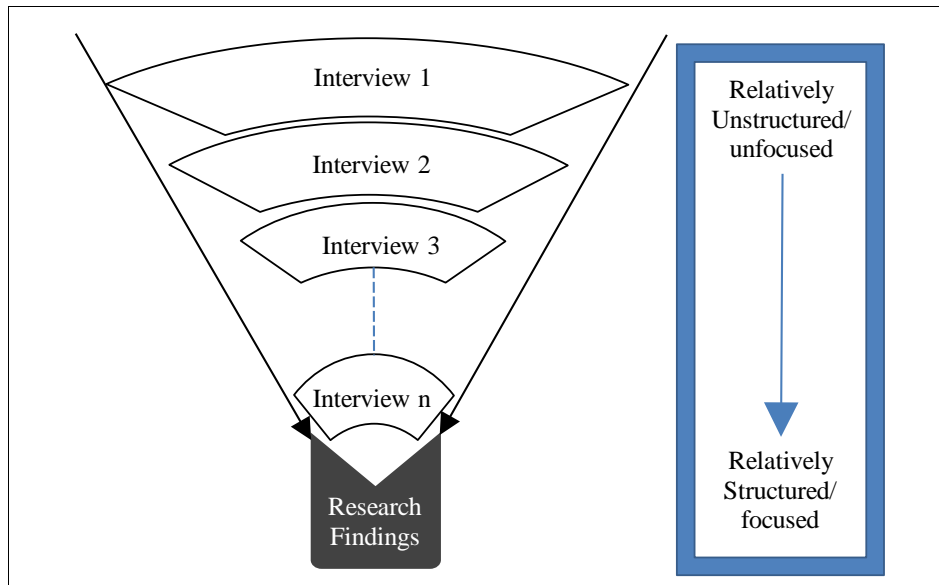 Interview 1
Interview 2
Interview 3
Interview n
Research
Findings
Relatively
Unstructured/
unfocused
Relatively
Structured/
focused